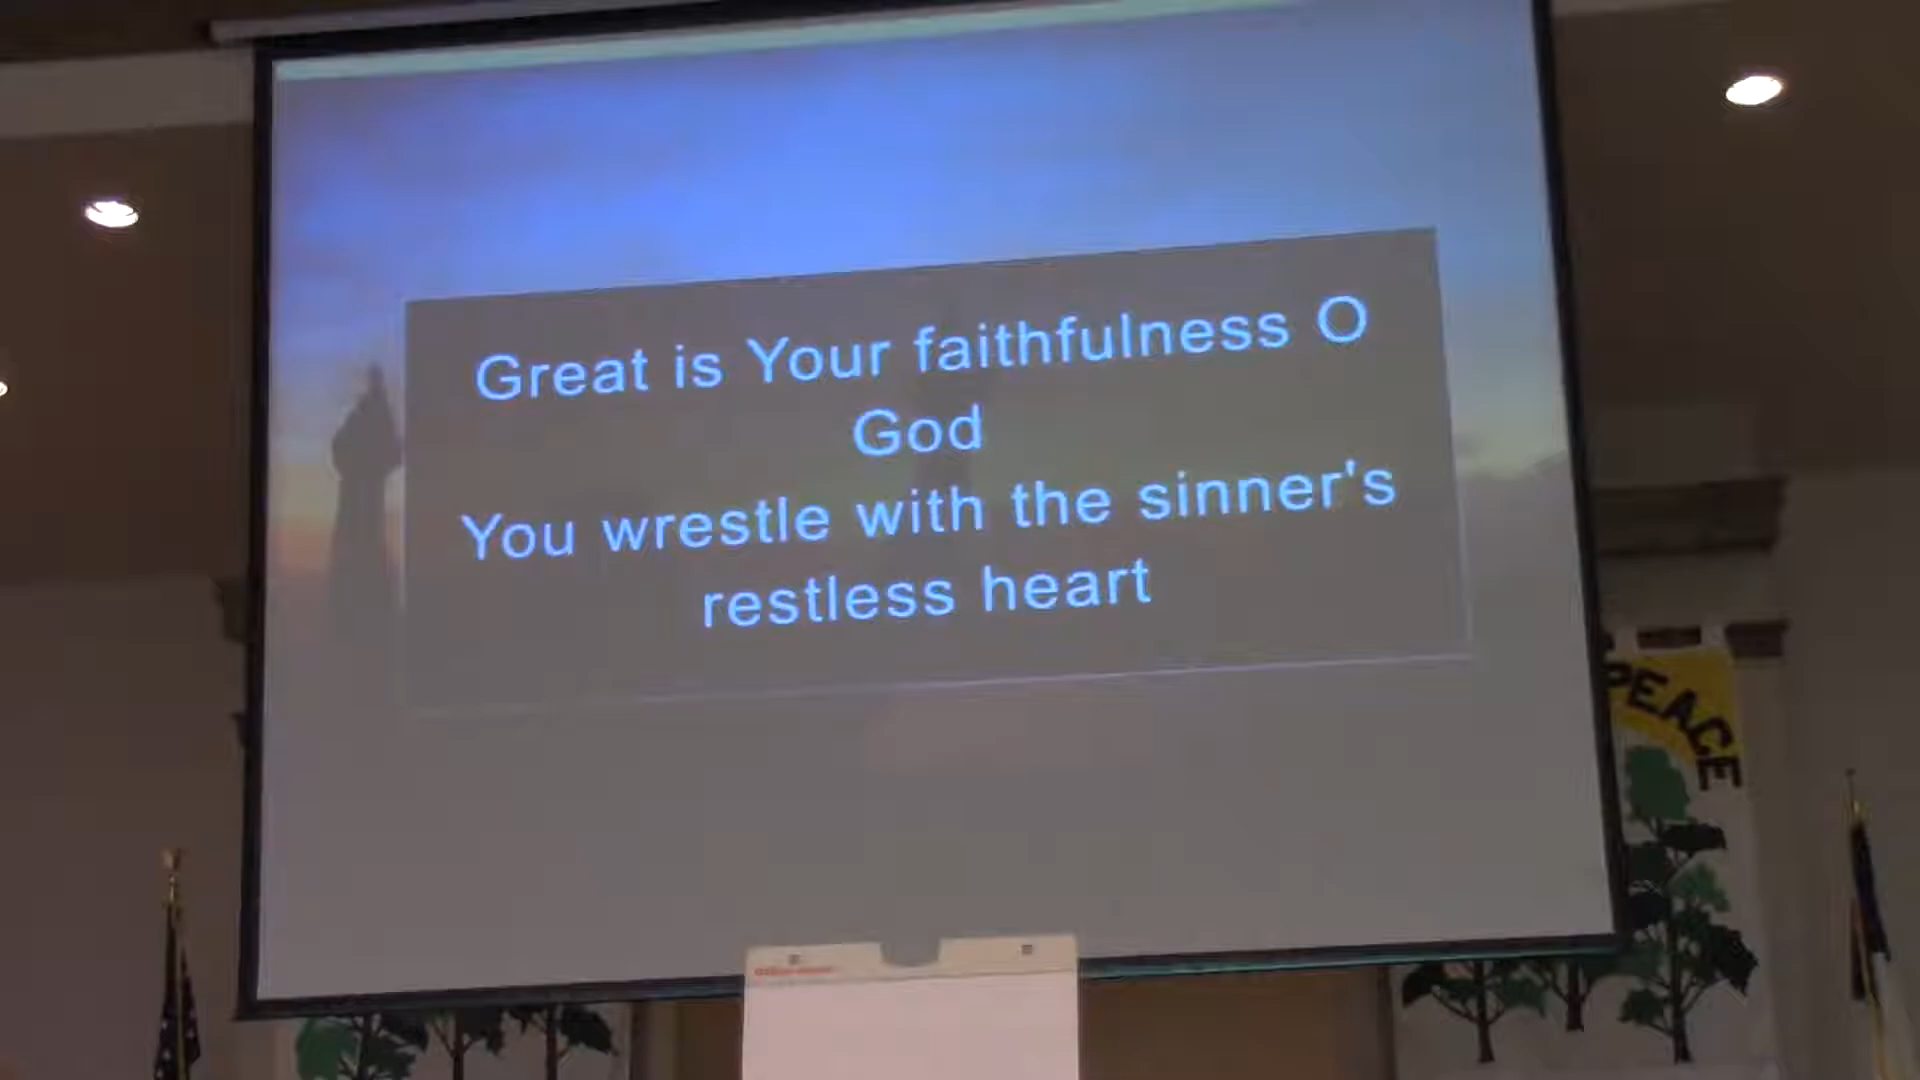 Great is Your faithfulness O
God
You wrestle with the sinner's
restless heart
PEACE